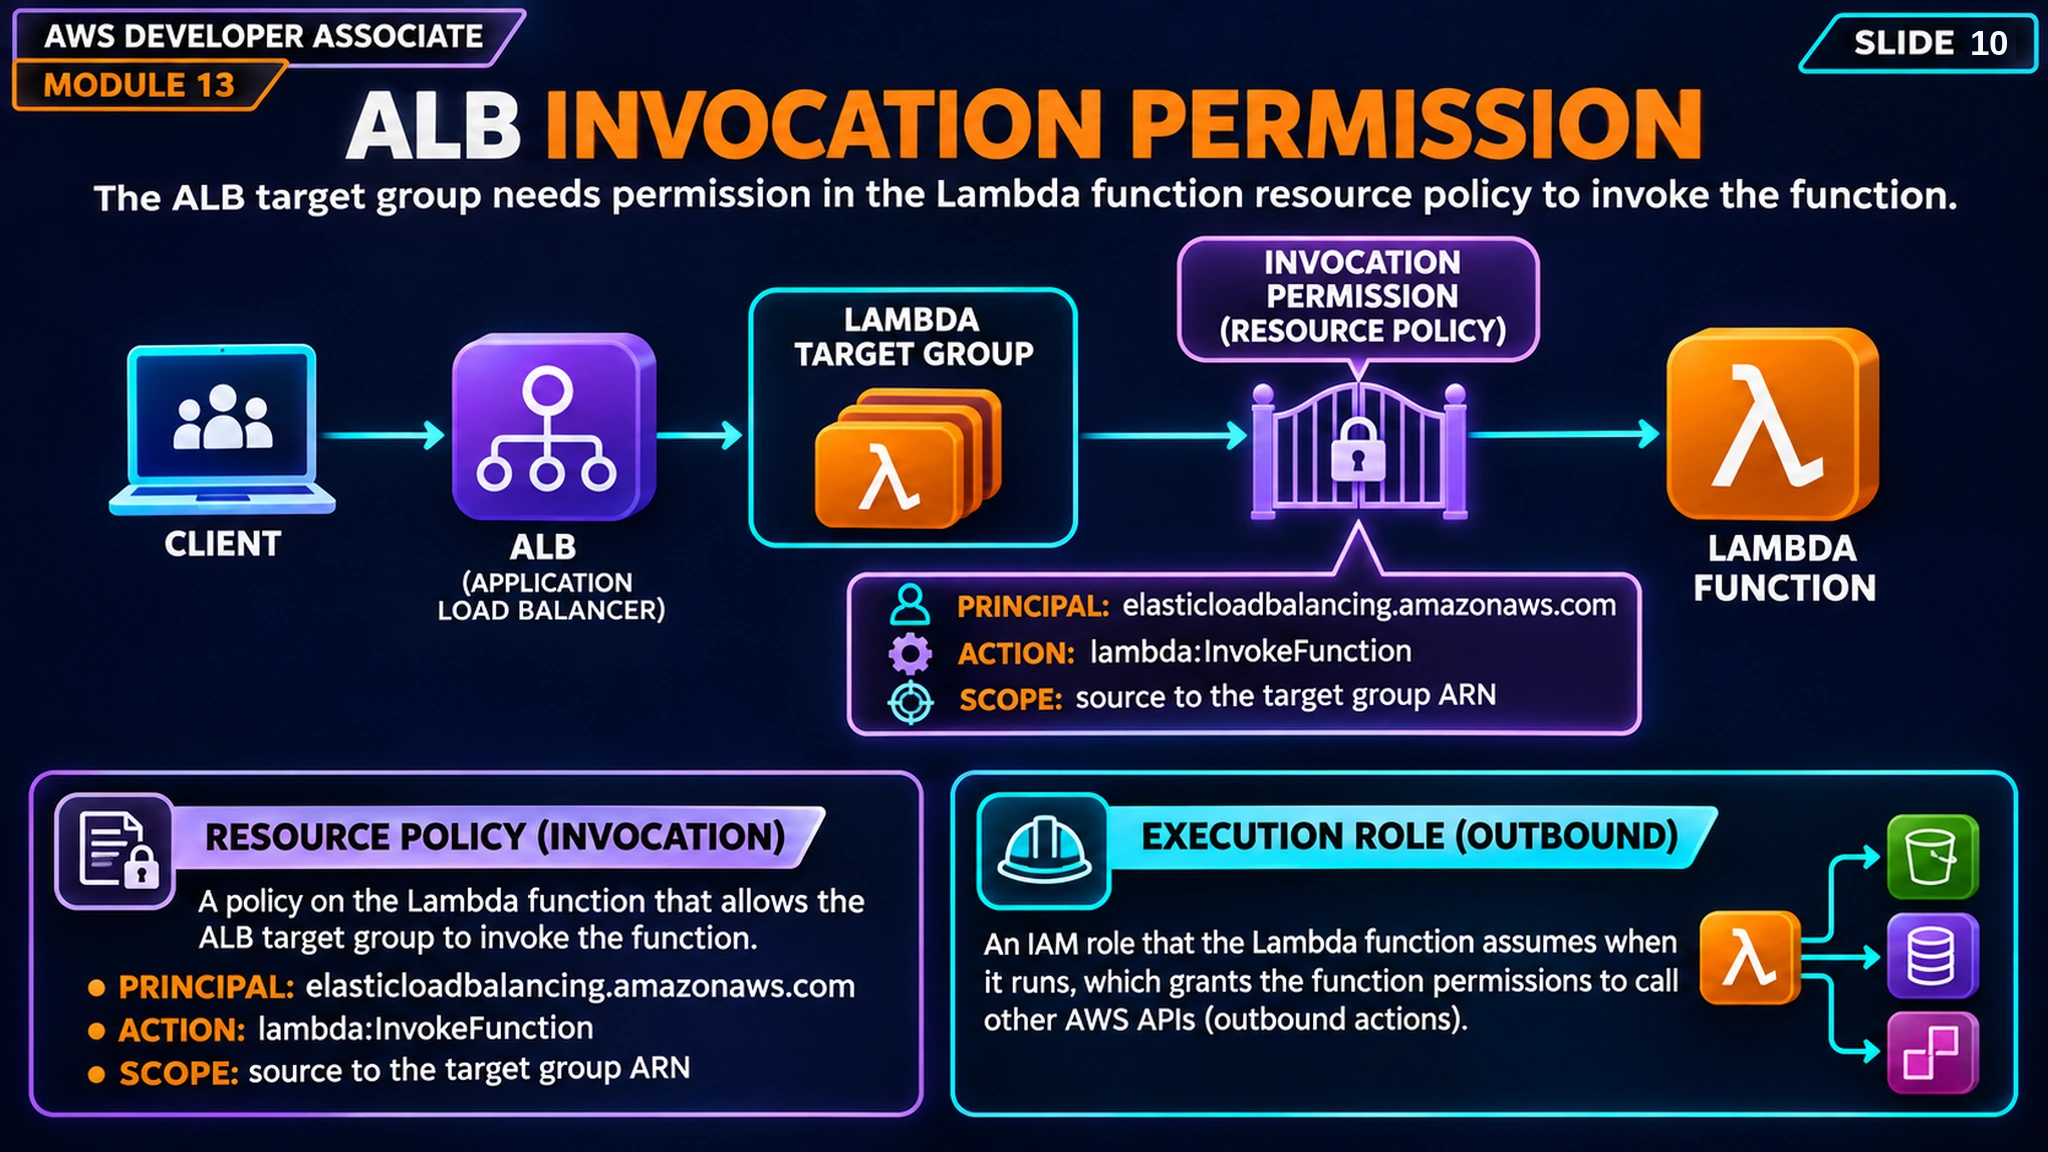 AWS DEVELOPER ASSOCIATE
MODULE 13
SLIDE 10
ALB INVOCATION PERMISSION
The ALB target group needs permission in the Lambda function resource policy to invoke the function.
CLIENT
ALB
(APPLICATION
LOAD BALANCER)
LAMBDA
TARGET GROUP
INVOCATION
PERMISSION
(RESOURCE POLICY)
LAMBDA
FUNCTION
PRINCIPAL: elasticloadbalancing.amazonaws.com
ACTION: lambda:InvokeFunction
SCOPE: source to the target group ARN
RESOURCE POLICY (INVOCATION)
A policy on the Lambda function that allows the
ALB target group to invoke the function.
PRINCIPAL: elasticloadbalancing.amazonaws.com
ACTION: lambda:InvokeFunction
SCOPE: source to the target group ARN
EXECUTION ROLE (OUTBOUND)
An IAM role that the Lambda function assumes when
it runs, which grants the function permissions to call
other AWS APIs (outbound actions).